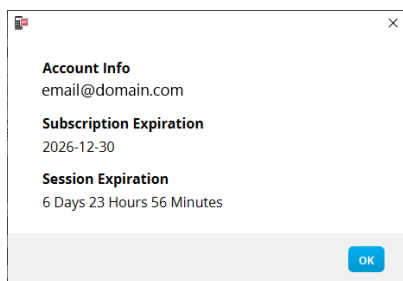 Account Info
email@domain.com
Subscription Expiration
2026-12-30
Session Expiration
6 Days 23 Hours 56 Minutes
OK